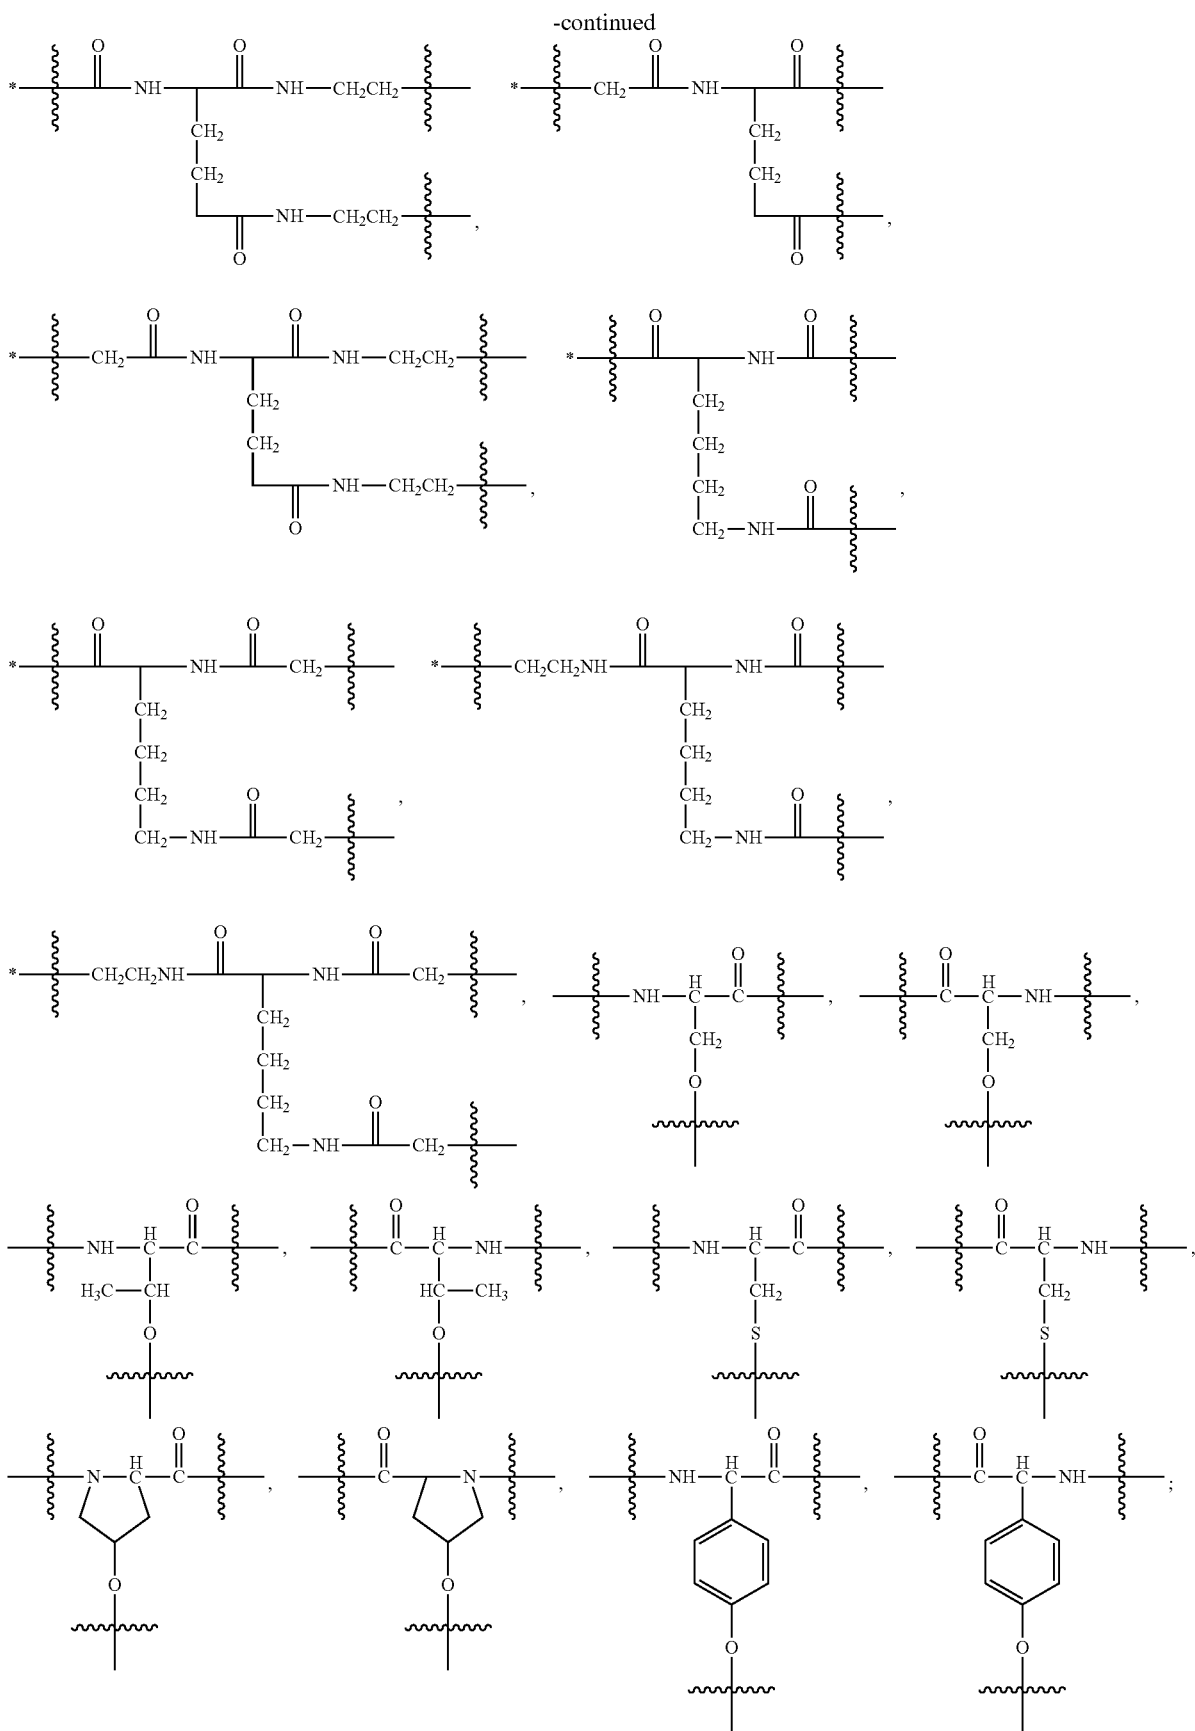 -continued
O O O O
* NH NH CH₂CH₂ * CH₂ NH
CH₂ CH₂
CH₂ CH₂
NH CH₂CH₂ , ,
O O
O O O O
* CH₂ NH NH CH₂CH₂ * NH
CH₂ CH₂
CH₂ CH₂
NH CH₂CH₂ , CH₂ O ,
O CH₂ NH
O O O O
* NH CH₂ * CH₂CH₂NH NH
CH₂ CH₂
CH₂ CH₂
CH₂ O , CH₂ O ,
CH₂ NH CH₂ CH₂ NH
O O O O
* CH₂CH₂NH NH CH₂ , NH H C , C H NH ,
CH₂ CH₂ CH₂
CH₂ O O
CH₂ O
CH₂ NH CH₂
O O O O
H H H H
NH C , C NH , NH C , C NH ,
H₃C CH HC CH₃ CH₂ CH₂
O O S S
O O O O
H H H
N C , C N , NH C , C NH ;
O O
O O